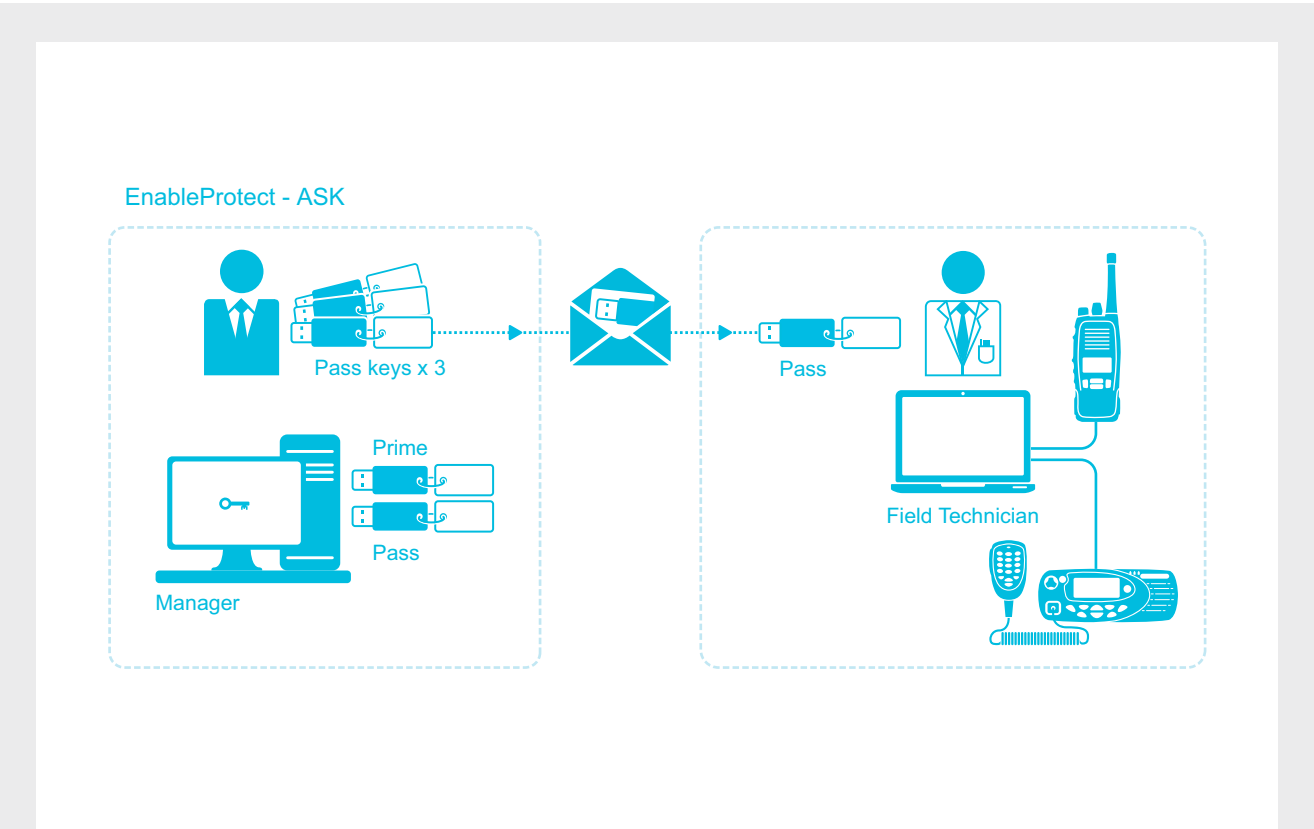 EnableProtect - ASK
Pass keys x 3
Pass
Prime
Pass
Manager
Field Technician